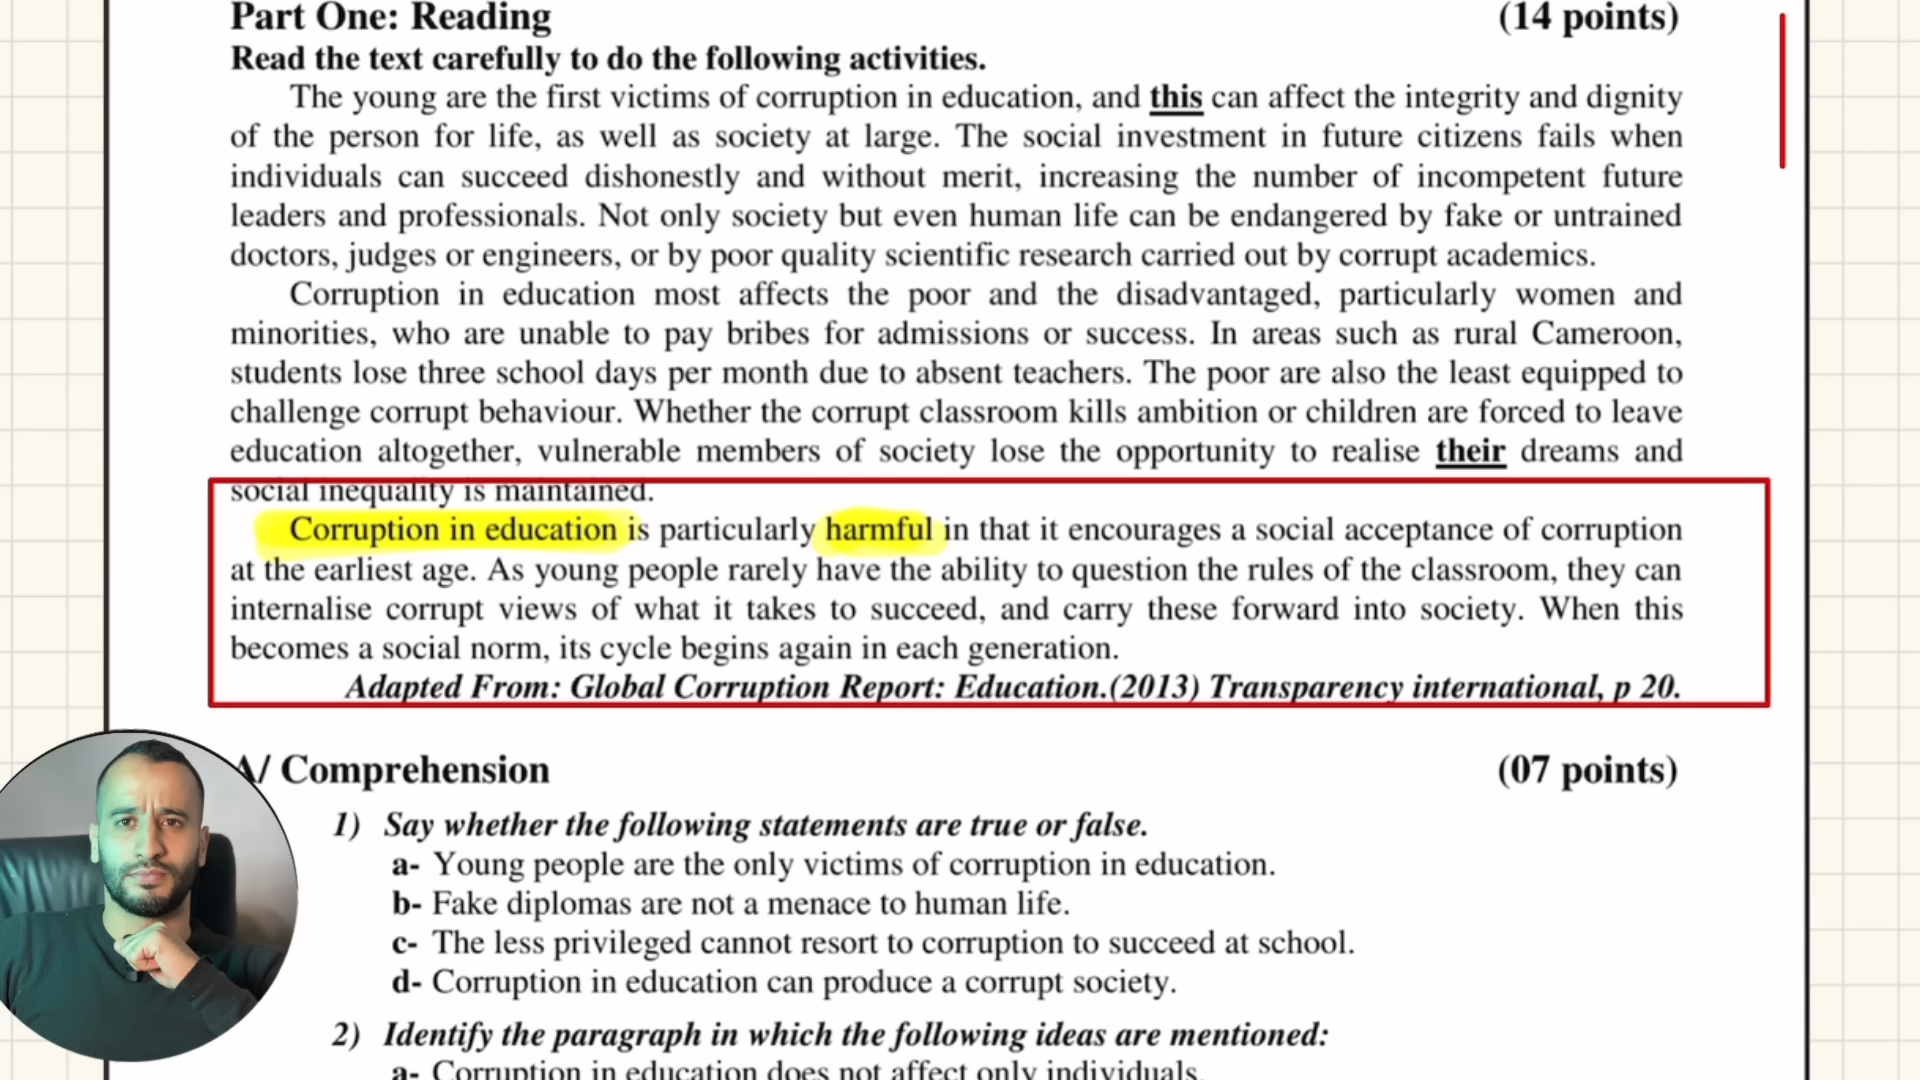 Part One: Reading (14 points)
Read the text carefully to do the following activities.
The young are the first victims of corruption in education, and this can affect the integrity and dignity
of the person for life, as well as society at large. The social investment in future citizens fails when
individuals can succeed dishonestly and without merit, increasing the number of incompetent future
leaders and professionals. Not only society but even human life can be endangered by fake or untrained
doctors, judges or engineers, or by poor quality scientific research carried out by corrupt academics.
Corruption in education most affects the poor and the disadvantaged, particularly women and
minorities, who are unable to pay bribes for admissions or success. In areas such as rural Cameroon,
students lose three school days per month due to absent teachers. The poor are also the least equipped to
challenge corrupt behaviour. Whether the corrupt classroom kills ambition or children are forced to leave
education altogether, vulnerable members of society lose the opportunity to realise their dreams and
social inequality is maintained.
Corruption in education is particularly harmful in that it encourages a social acceptance of corruption
at the earliest age. As young people rarely have the ability to question the rules of the classroom, they can
internalise corrupt views of what it takes to succeed, and carry these forward into society. When this
becomes a social norm, its cycle begins again in each generation.
Adapted From: Global Corruption Report: Education.(2013) Transparency international, p 20.
A/ Comprehension (07 points)
1) Say whether the following statements are true or false.
a- Young people are the only victims of corruption in education.
b- Fake diplomas are not a menace to human life.
c- The less privileged cannot resort to corruption to succeed at school.
d- Corruption in education can produce a corrupt society.
2) Identify the paragraph in which the following ideas are mentioned:
a- Corruption in education does not affect only individuals.